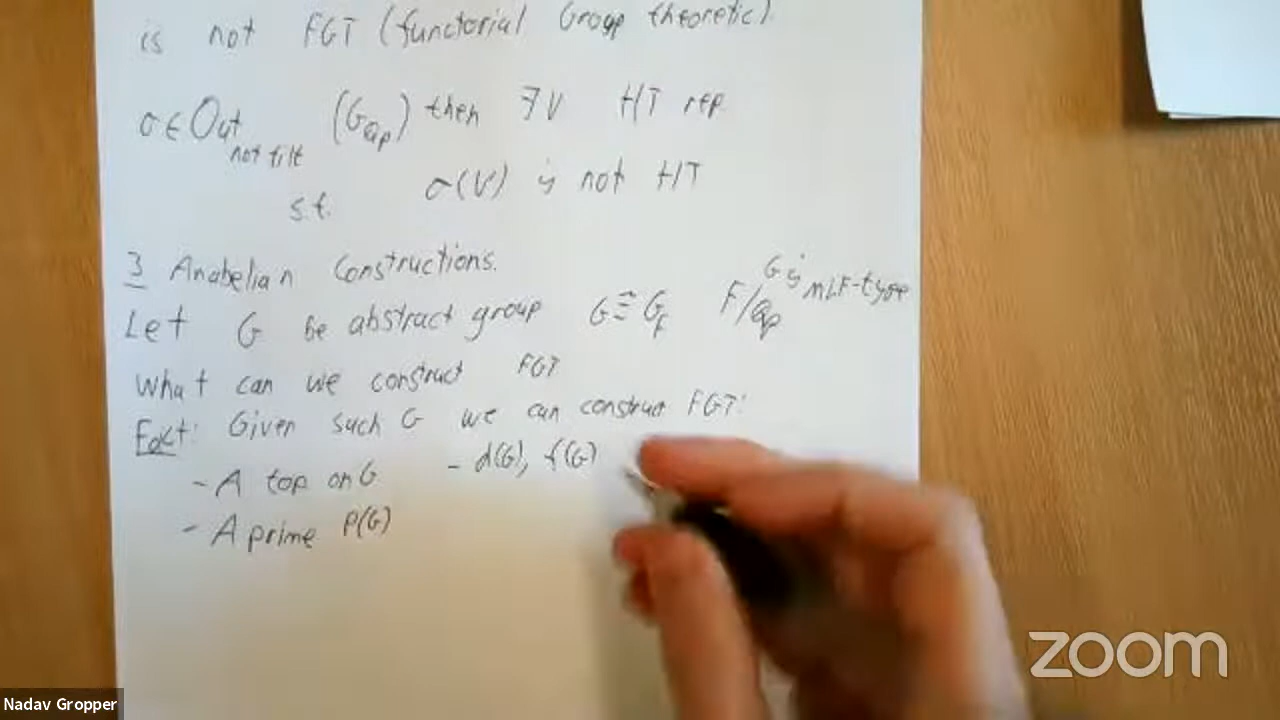 is not FGT (functorial Group theoretic).
σ ∈ Out not tilt (G_Qp) then ∃V HT rep
s.t. σ(V) is not HT
3 Anabelian Constructions.
Let G be abstract group G ≅ G_F F/Qp G is MLF-type
What can we construct FGT
Fact: Given such G we can construct FGT:
- A top on G - d(G), f(G)
- A prime P(G)
zoom
Nadav Gropper